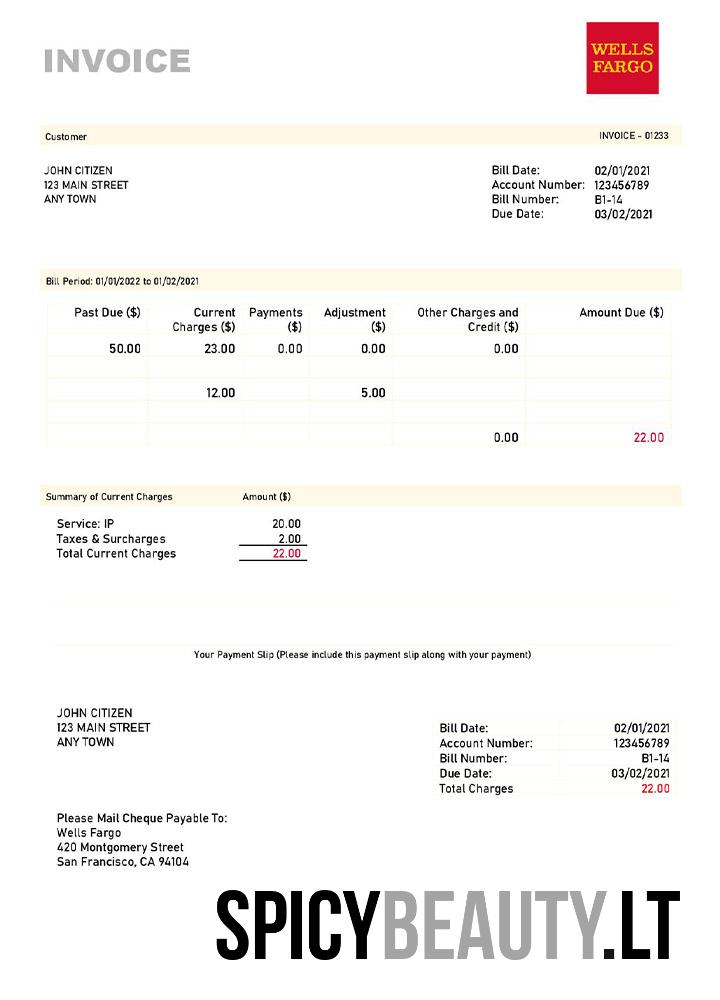 INVOICE
WELLS
FARGO
Customer INVOICE - 01233
JOHN CITIZEN
123 MAIN STREET
ANY TOWN
Bill Date: 02/01/2021
Account Number: 123456789
Bill Number: B1-14
Due Date: 03/02/2021
Bill Period: 01/01/2022 to 01/02/2021
Past Due ($) Current Payments Adjustment Other Charges and Amount Due ($)
Charges ($) ($) ($) Credit ($)
50.00 23.00 0.00 0.00 0.00
12.00 5.00
0.00 22.00
Summary of Current Charges Amount ($)
Service: IP 20.00
Taxes & Surcharges 2.00
Total Current Charges 22.00
Your Payment Slip (Please include this payment slip along with your payment)
JOHN CITIZEN
123 MAIN STREET
ANY TOWN
Bill Date: 02/01/2021
Account Number: 123456789
Bill Number: B1-14
Due Date: 03/02/2021
Total Charges 22.00
Please Mail Cheque Payable To:
Wells Fargo
420 Montgomery Street
San Francisco, CA 94104
SPICYBEAUTY.LT